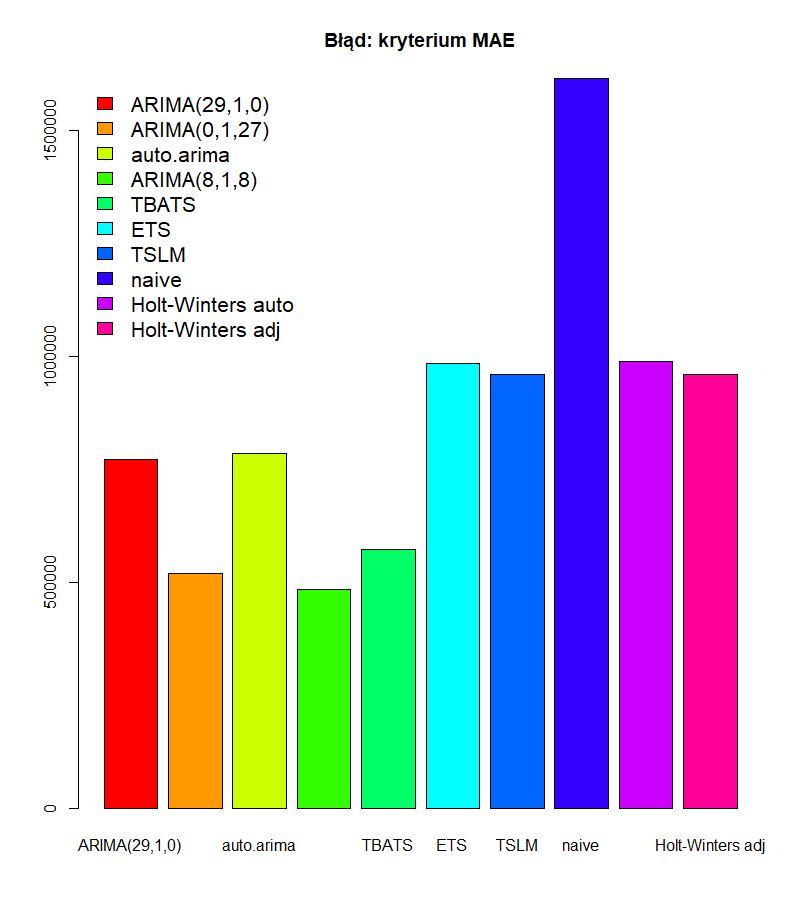 Błąd: kryterium MAE
ARIMA(29,1,0)
ARIMA(0,1,27)
auto.arima
ARIMA(8,1,8)
TBATS
ETS
TSLM
naive
Holt-Winters auto
Holt-Winters adj
1500000
1000000
500000
0
ARIMA(29,1,0) auto.arima TBATS ETS TSLM naive Holt-Winters adj